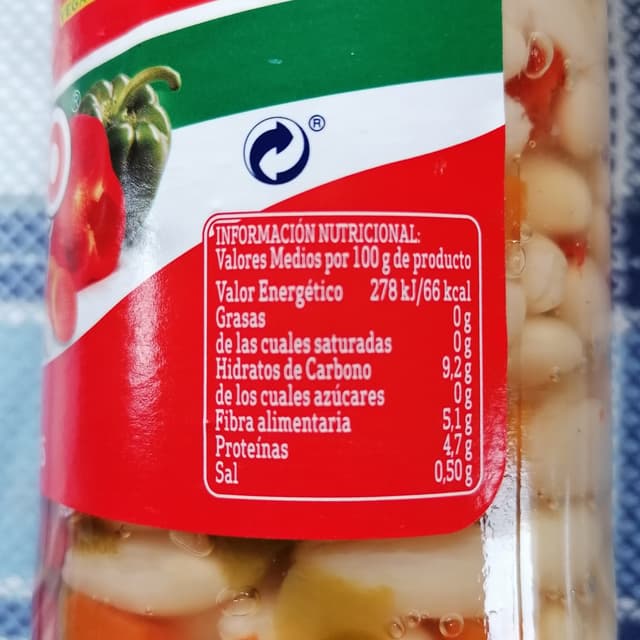 ®
®
INFORMACIÓN NUTRICIONAL:
Valores Medios por 100 g de producto
Valor Energético 278 kJ/66 kcal
Grasas 0 g
de las cuales saturadas 0 g
Hidratos de Carbono 9,2 g
de los cuales azúcares 0 g
Fibra alimentaria 5,1 g
Proteínas 4,7 g
Sal 0,50 g